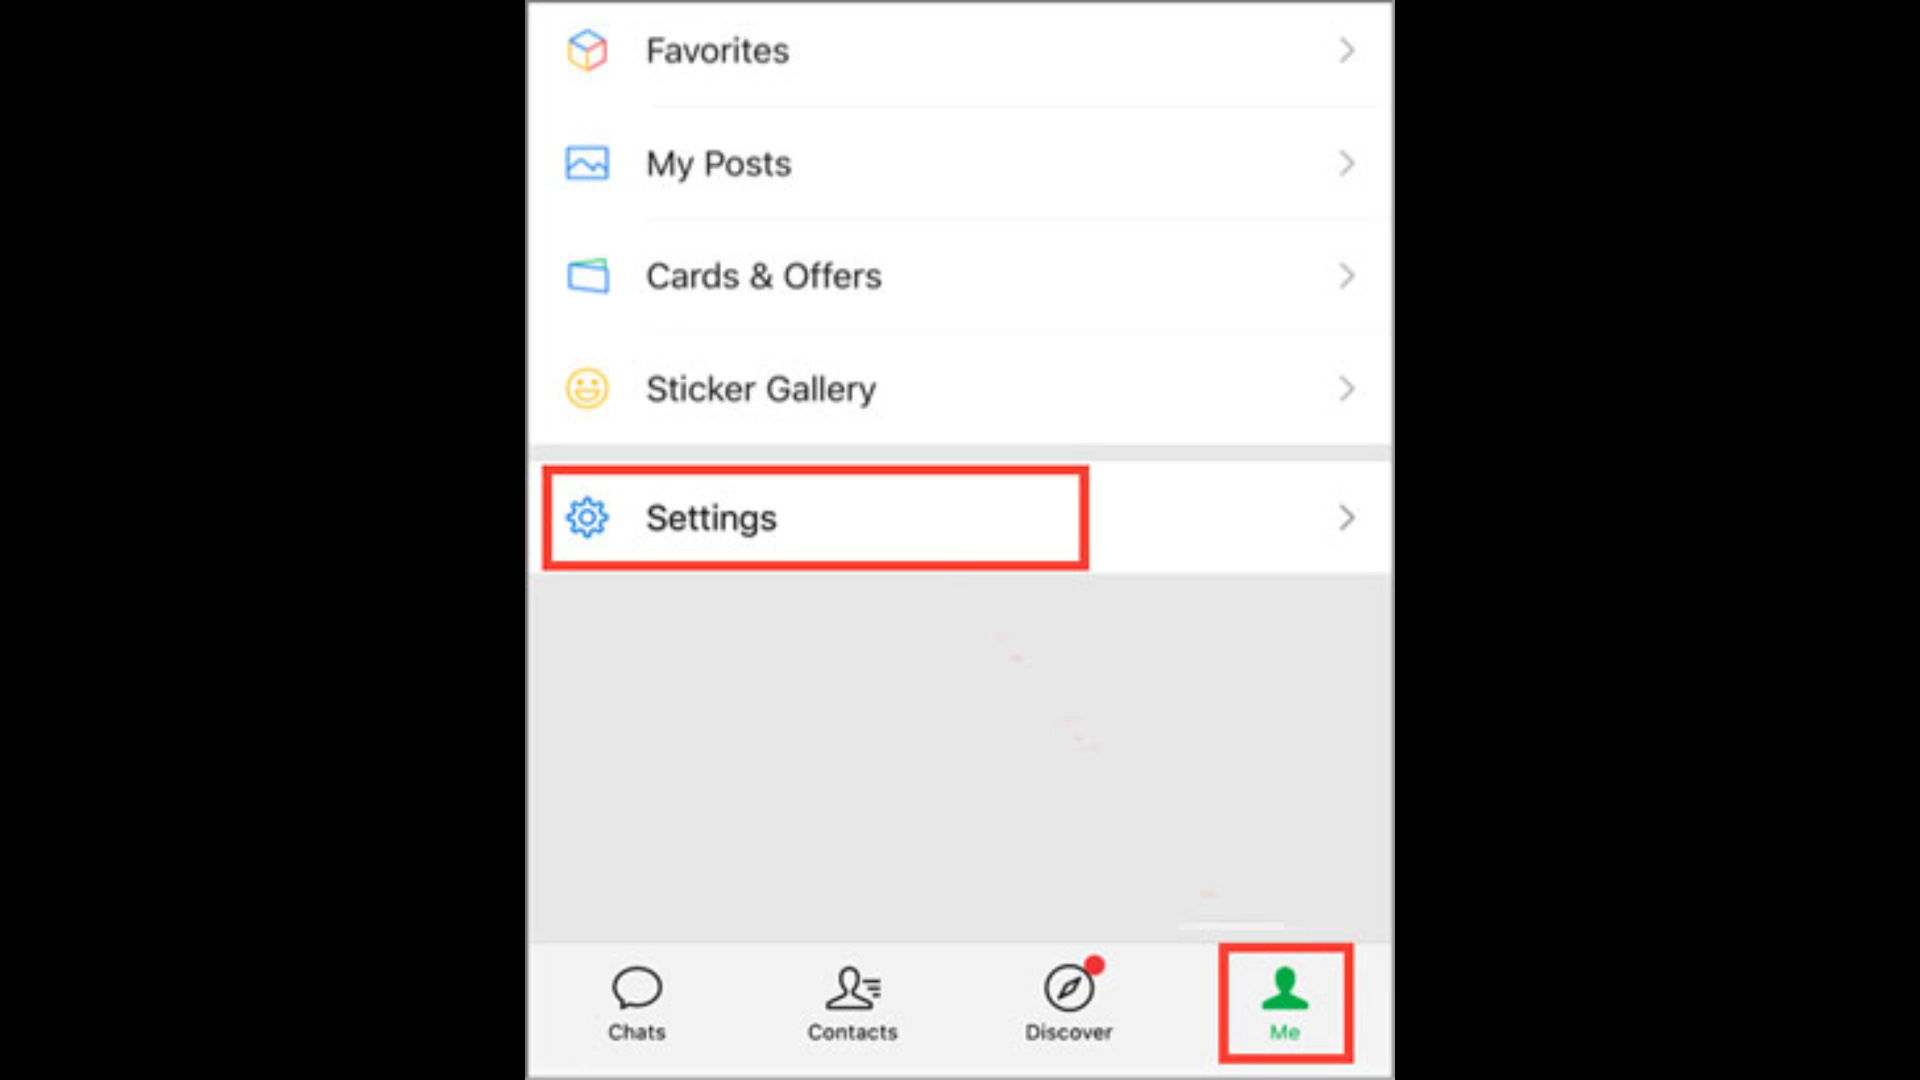 Favorites
My Posts
Cards & Offers
Sticker Gallery
Settings
Chats
Contacts
Discover
Me